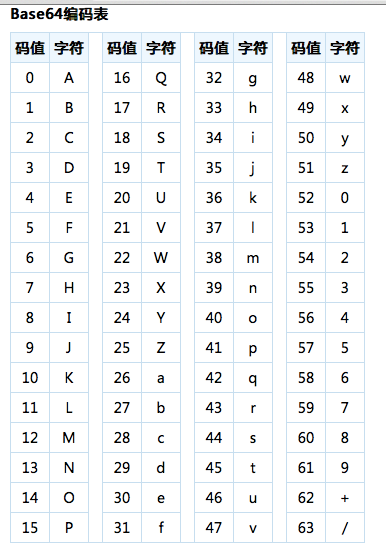 Base64编码表
码值 字符 码值 字符 码值 字符 码值 字符
0 A 16 Q 32 g 48 w
1 B 17 R 33 h 49 x
2 C 18 S 34 i 50 y
3 D 19 T 35 j 51 z
4 E 20 U 36 k 52 0
5 F 21 V 37 l 53 1
6 G 22 W 38 m 54 2
7 H 23 X 39 n 55 3
8 I 24 Y 40 o 56 4
9 J 25 Z 41 p 57 5
10 K 26 a 42 q 58 6
11 L 27 b 43 r 59 7
12 M 28 c 44 s 60 8
13 N 29 d 45 t 61 9
14 O 30 e 46 u 62 +
15 P 31 f 47 v 63 /